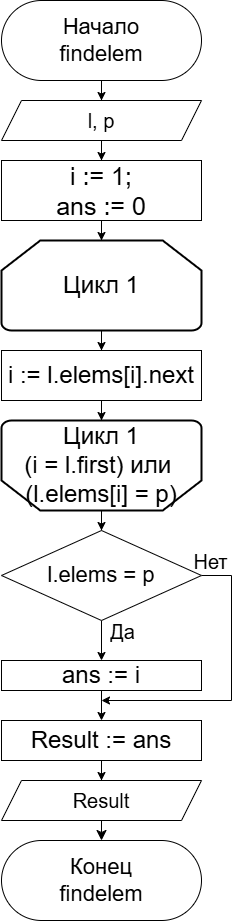 Начало
findelem
l, p
i := 1;
ans := 0
Цикл 1
i := l.elems[i].next
Цикл 1
(i = l.first) или
(l.elems[i] = p)
l.elems = p
Нет
Да
ans := i
Result := ans
Result
Конец
findelem